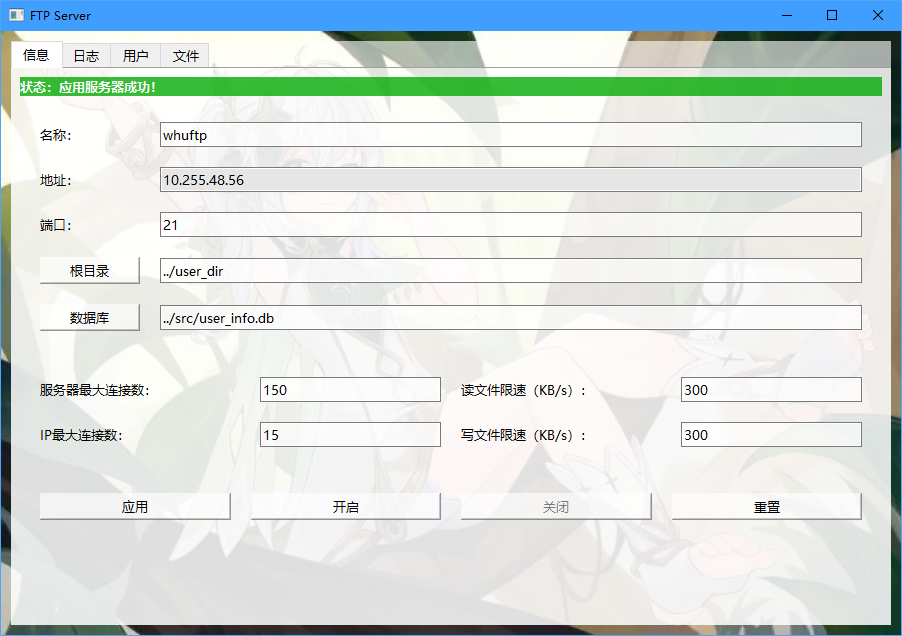 FTP Server
信息 日志 用户 文件
状态：应用服务器成功！
名称： whuftp
地址： 10.255.48.56
端口： 21
根目录 ../user_dir
数据库 ../src/user_info.db
服务器最大连接数： 150 读文件限速（KB/s）： 300
IP最大连接数： 15 写文件限速（KB/s）： 300
应用 开启 关闭 重置